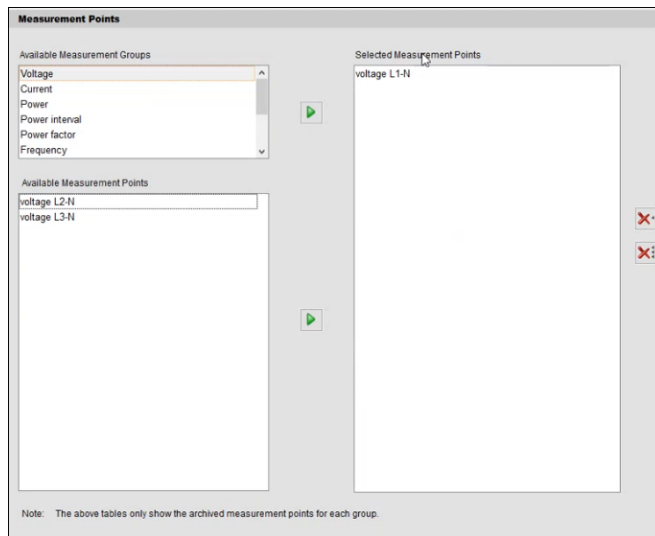 Measurement Points
Available Measurement Groups
Voltage
Current
Power
Power interval
Power factor
Frequency
Available Measurement Points
voltage L2-N
voltage L3-N
Selected Measurement Points
voltage L1-N
Note: The above tables only show the archived measurement points for each group.